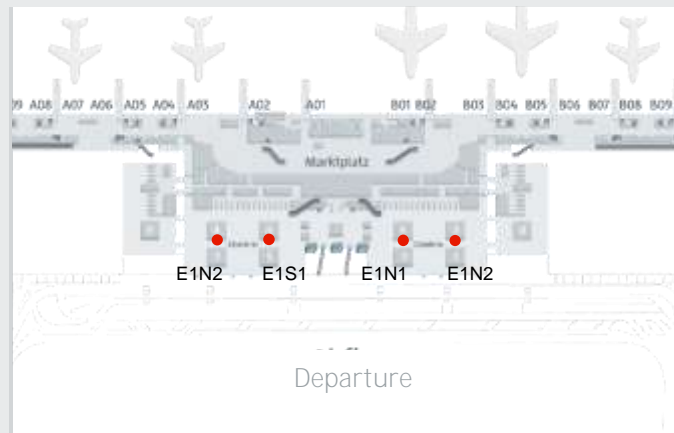 09 A08 A07 A06 A05 A04 A03 A02 A01 B01 B02 B03 B04 B05 B06 B07 B08 B09
Marktplatz
E1N2 E1S1 E1N1 E1N2
Departure